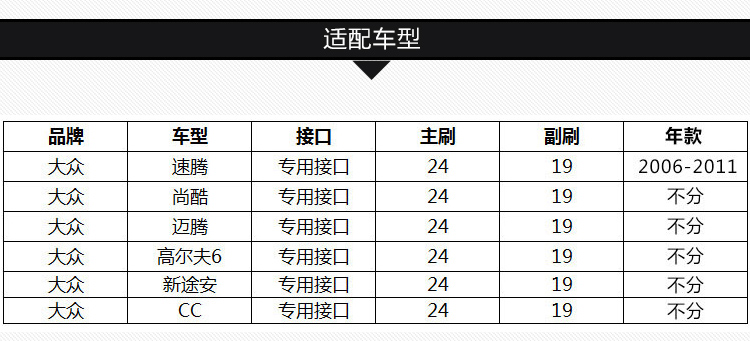 适配车型
品牌 车型 接口 主刷 副刷 年款
大众 速腾 专用接口 24 19 2006-2011
大众 尚酷 专用接口 24 19 不分
大众 迈腾 专用接口 24 19 不分
大众 高尔夫6 专用接口 24 19 不分
大众 新途安 专用接口 24 19 不分
大众 CC 专用接口 24 19 不分